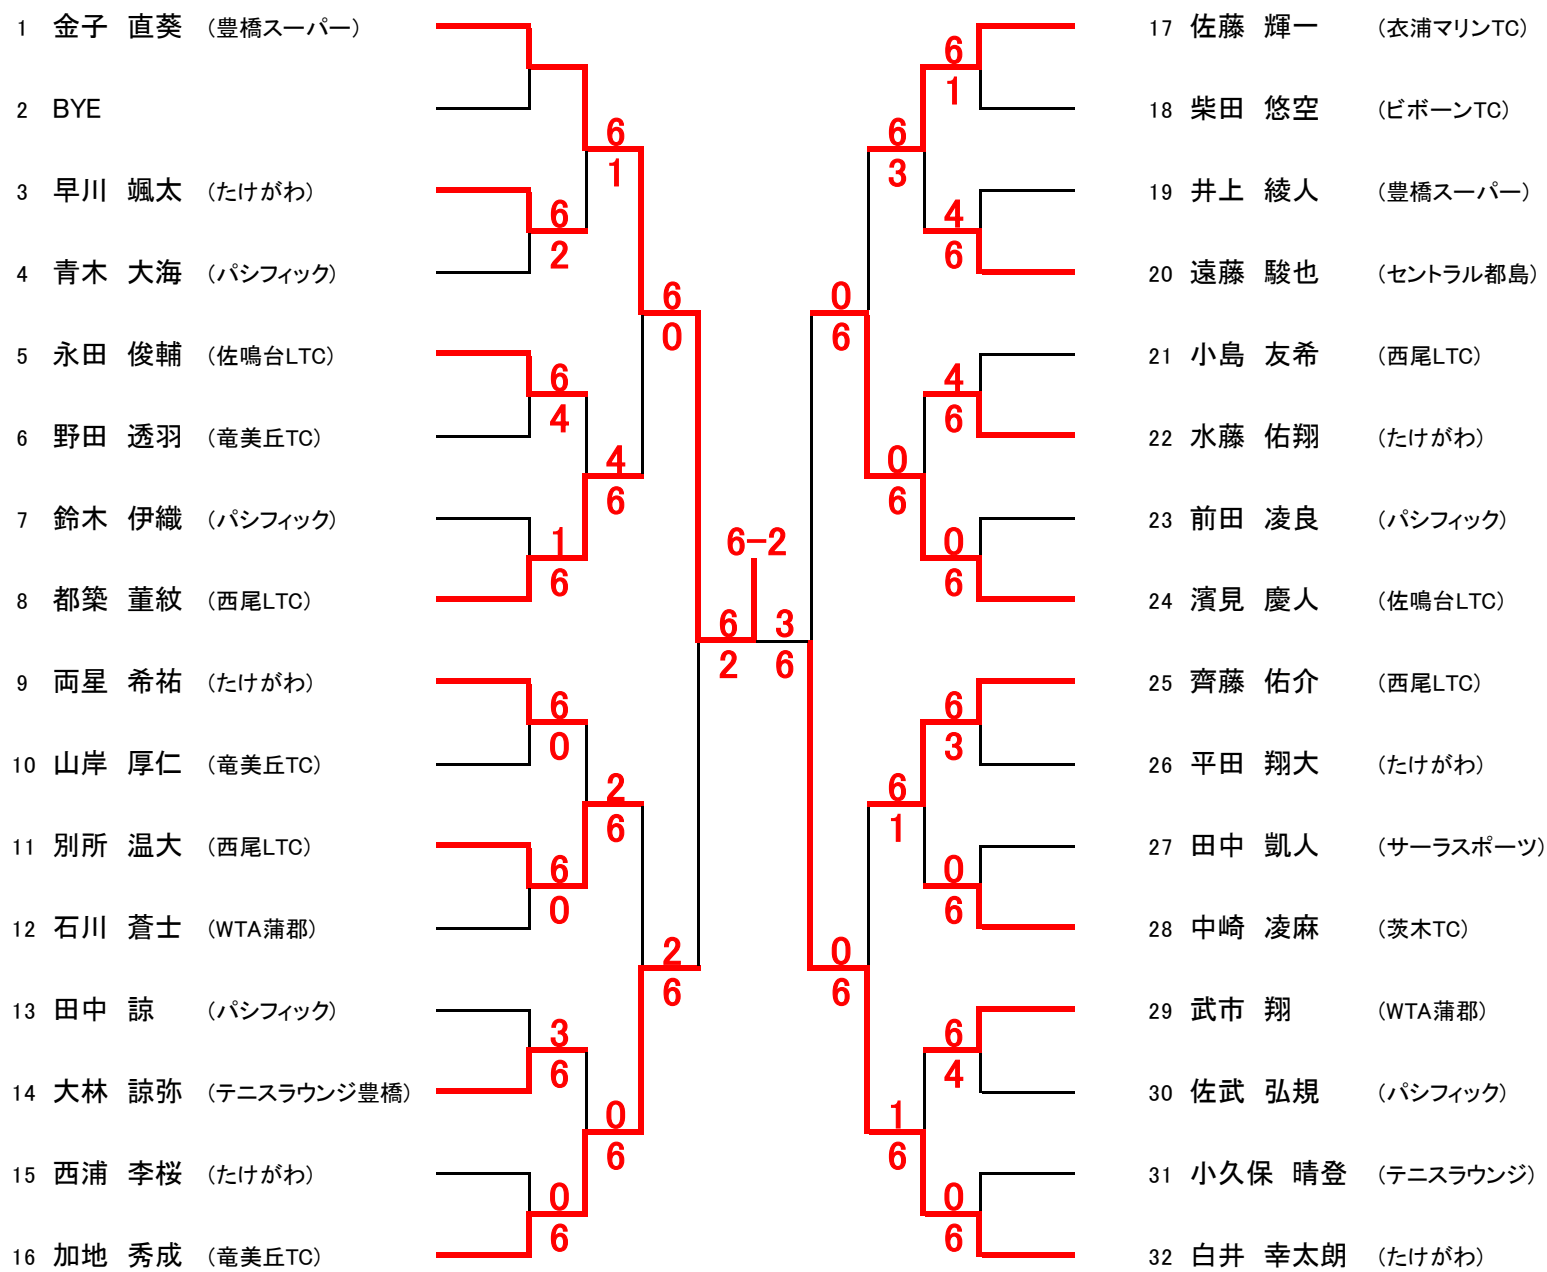 1 金子 直葵 （豊橋スーパー）
2 BYE
3 早川 颯太 （たけがわ）
4 青木 大海 （パシフィック）
5 永田 俊輔 （佐鳴台LTC）
6 野田 透羽 （竜美丘TC）
7 鈴木 伊織 （パシフィック）
8 都築 董紋 （西尾LTC）
9 両星 希祐 （たけがわ）
10 山岸 厚仁 （竜美丘TC）
11 別所 温大 （西尾LTC）
12 石川 蒼士 （WTA蒲郡）
13 田中 諒 （パシフィック）
14 大林 諒弥 （テニスラウンジ豊橋）
15 西浦 李桜 （たけがわ）
16 加地 秀成 （竜美丘TC）
6
2
6
4
1
6
6
0
6
0
3
6
0
6
6
1
4
6
2
6
0
6
6
0
2
6
6
2
6-2
3
6
0
6
0
6
6
3
0
6
6
1
1
6
6
1
4
6
4
6
0
6
6
3
0
6
6
4
0
6
17 佐藤 輝一 （衣浦マリンTC）
18 柴田 悠空 （ビボーンTC）
19 井上 綾人 （豊橋スーパー）
20 遠藤 駿也 （セントラル都島）
21 小島 友希 （西尾LTC）
22 水藤 佑翔 （たけがわ）
23 前田 凌良 （パシフィック）
24 濱見 慶人 （佐鳴台LTC）
25 齊藤 佑介 （西尾LTC）
26 平田 翔大 （たけがわ）
27 田中 凱人 （サーラスポーツ）
28 中崎 凌麻 （茨木TC）
29 武市 翔 （WTA蒲郡）
30 佐武 弘規 （パシフィック）
31 小久保 晴登 （テニスラウンジ）
32 白井 幸太朗 （たけがわ）